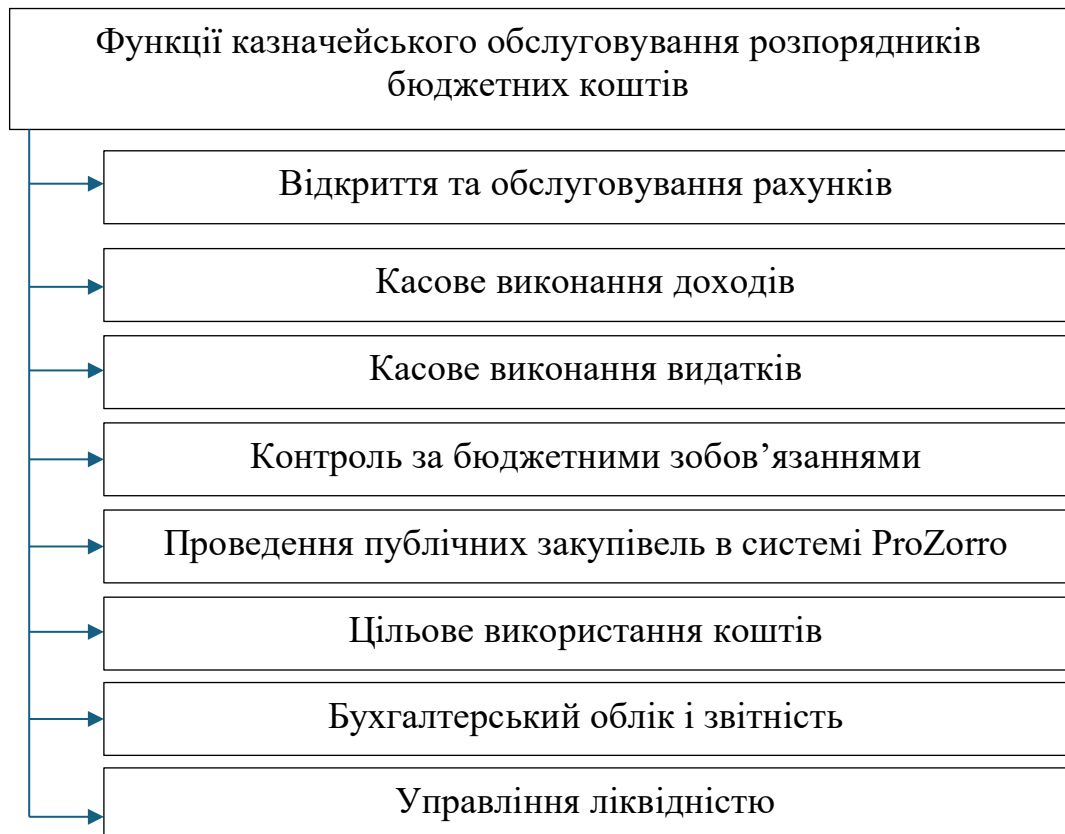 Функції казначейського обслуговування розпорядників
бюджетних коштів
Відкриття та обслуговування рахунків
Касове виконання доходів
Касове виконання видатків
Контроль за бюджетними зобов’язаннями
Проведення публічних закупівель в системі ProZorro
Цільове використання коштів
Бухгалтерський облік і звітність
Управління ліквідністю